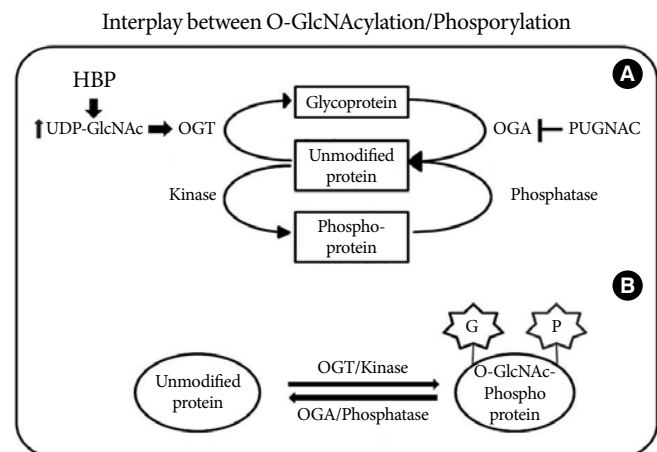 Interplay between O-GlcNAcylation/Phosporylation
A
HBP
UDP-GlcNAc
OGT
Glycoprotein
OGA
PUGNAC
Unmodified
protein
Kinase
Phosphatase
Phospho-
protein
B
G
P
Unmodified
protein
OGT/Kinase
OGA/Phosphatase
O-GlcNAc-
Phospho
protein